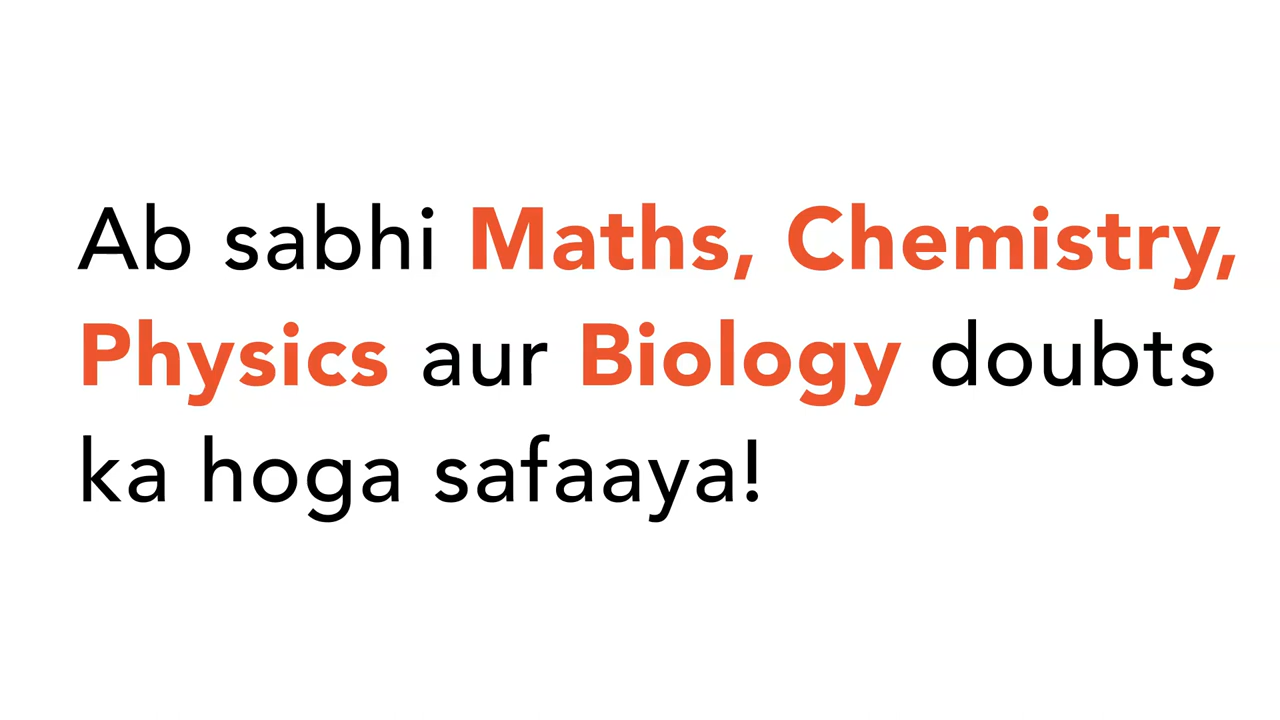 Ab sabhi Maths, Chemistry,
Physics aur Biology doubts
ka hoga safaaya!